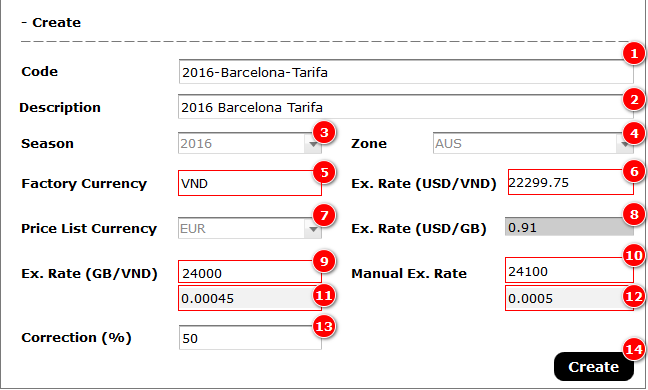 - Create
Code 2016-Barcelona-Tarifa 1
Description 2016 Barcelona Tarifa 2
Season 2016 3 Zone AUS 4
Factory Currency VND 5 Ex. Rate (USD/VND) 22299.75 6
Price List Currency EUR 7 Ex. Rate (USD/GB) 0.91 8
Ex. Rate (GB/VND) 24000 9 Manual Ex. Rate 24100 10
0.00045 11 0.0005 12
Correction (%) 50 13
Create 14